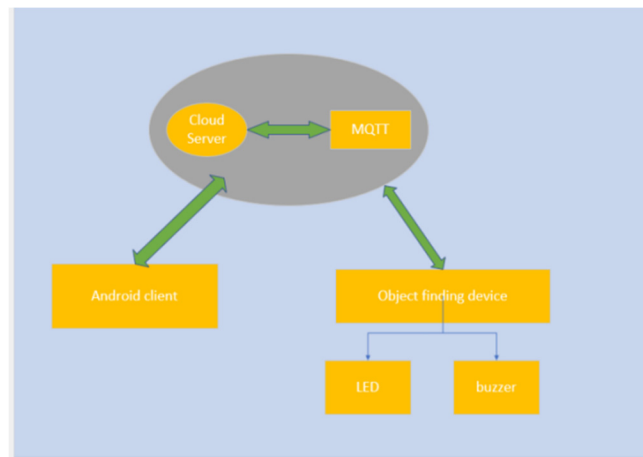 Cloud
Server
MQTT
Android client
Object finding device
LED
buzzer